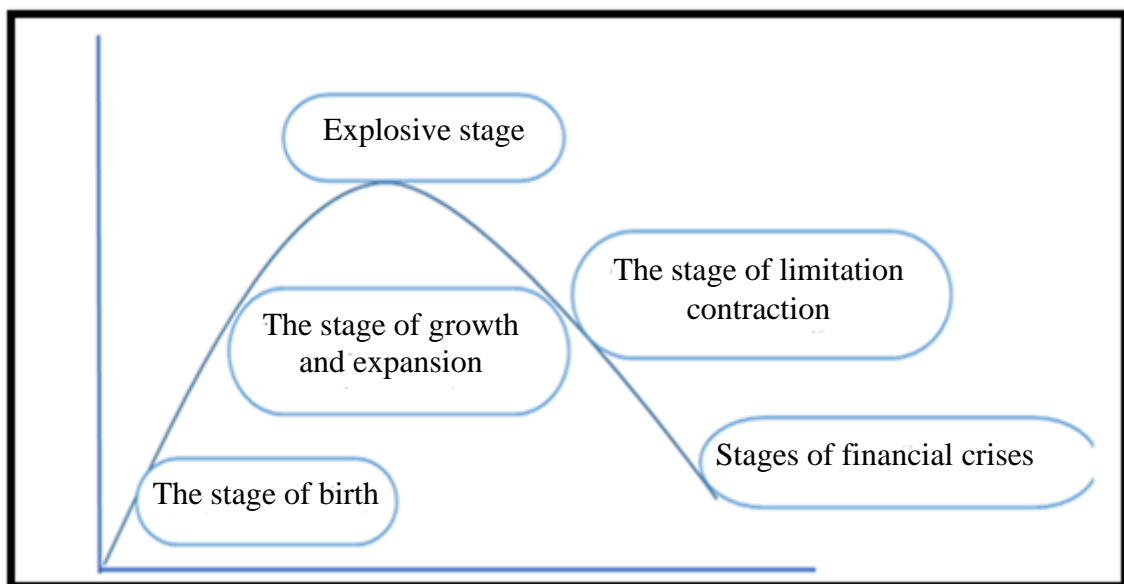 Explosive stage
The stage of limitation
contraction
The stage of growth
and expansion
Stages of financial crises
The stage of birth